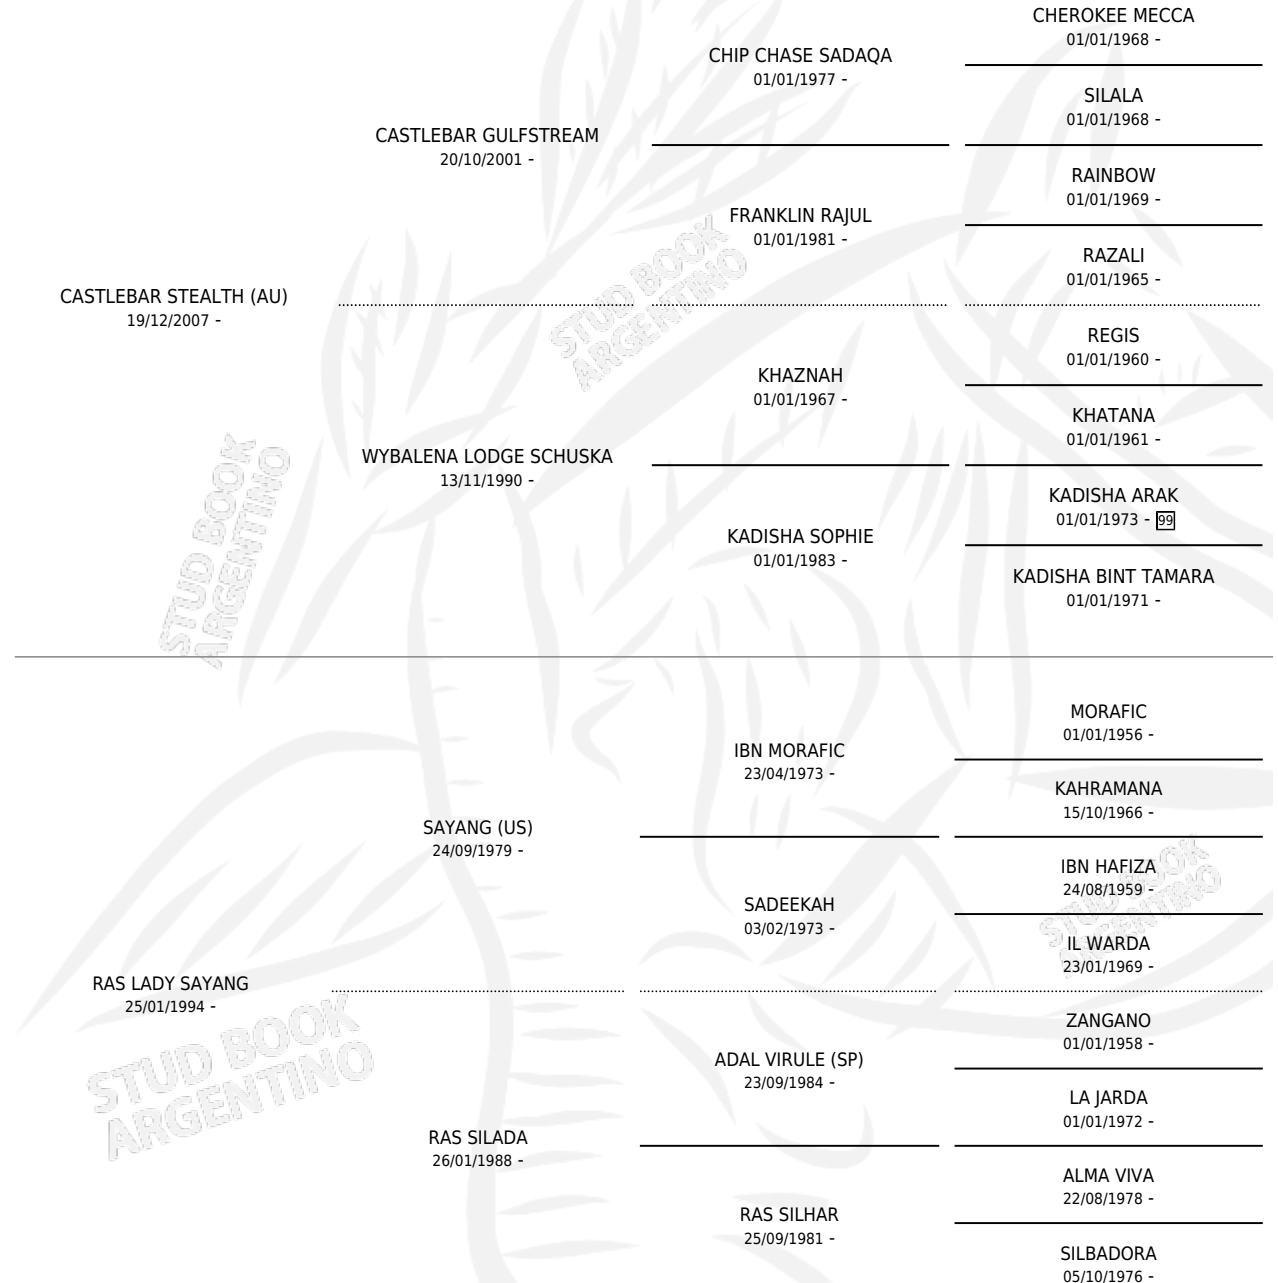 CHEROKEE MECCA
01/01/1968 -
CHIP CHASE SADAQA
01/01/1977 -
SILALA
01/01/1968 -
CASTLEBAR GULFSTREAM
20/10/2001 -
RAINBOW
01/01/1969 -
FRANKLIN RAJUL
01/01/1981 -
RAZALI
01/01/1965 -
CASTLEBAR STEALTH (AU)
19/12/2007 -
REGIS
01/01/1960 -
KHAZNAH
01/01/1967 -
KHATANA
01/01/1961 -
WYBALENA LODGE SCHUSKA
13/11/1990 -
KADISHA ARAK
01/01/1973 - 99
KADISHA SOPHIE
01/01/1983 -
KADISHA BINT TAMARA
01/01/1971 -
MORAFIC
01/01/1956 -
IBN MORAFIC
23/04/1973 -
KAHRAMANA
15/10/1966 -
SAYANG (US)
24/09/1979 -
IBN HAFIZA
24/08/1959 -
SADEEKAH
03/02/1973 -
IL WARDA
23/01/1969 -
RAS LADY SAYANG
25/01/1994 -
ZANGANO
01/01/1958 -
ADAL VIRULE (SP)
23/09/1984 -
LA JARDA
01/01/1972 -
RAS SILADA
26/01/1988 -
ALMA VIVA
22/08/1978 -
RAS SILHAR
25/09/1981 -
SILBADORA
05/10/1976 -
STUD BOOK
ARGENTINO
STUD BOOK
ARGENTINO
STUD BOOK
ARGENTINO
STUD BOOK
ARGENTINO